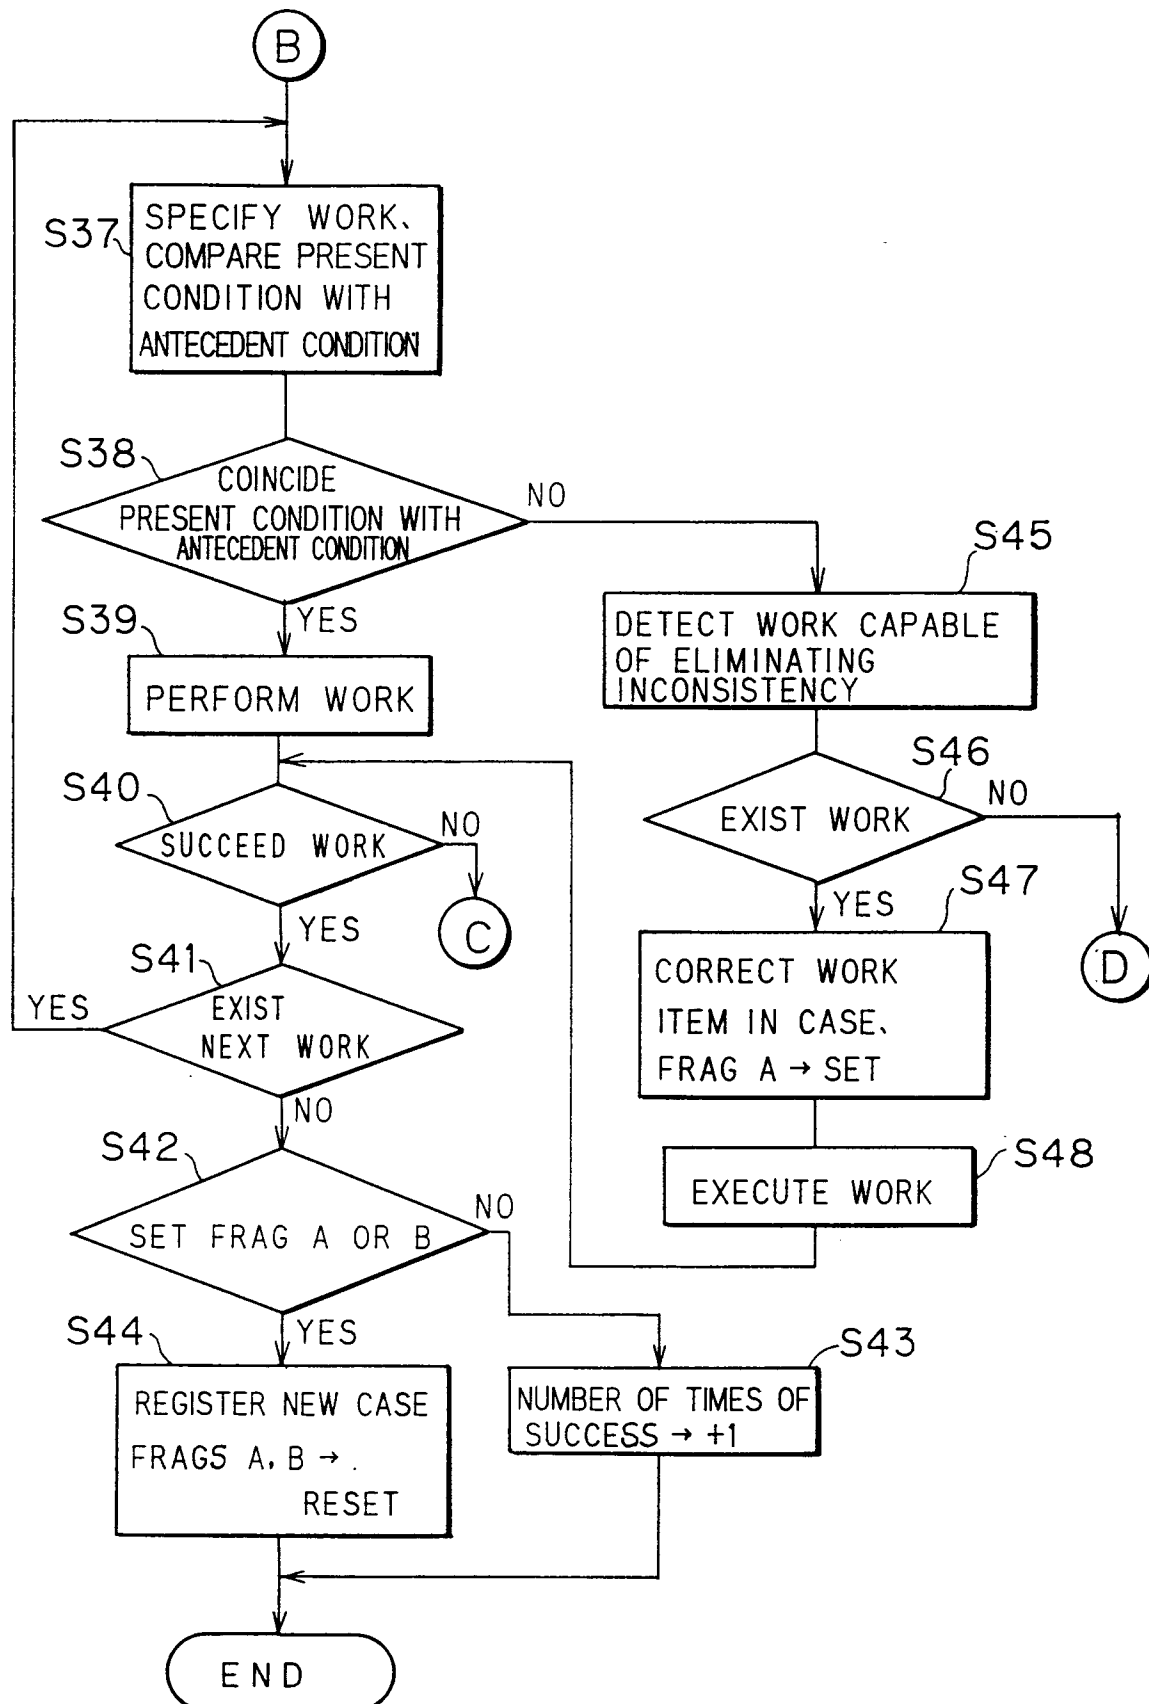 B
S37
SPECIFY WORK、
COMPARE PRESENT
CONDITION WITH
ANTECEDENT CONDITION
S38
COINCIDE
PRESENT CONDITION WITH
ANTECEDENT CONDITION
NO
YES
S39
PERFORM WORK
S40
SUCCEED WORK
NO
C
YES
S41
EXIST
NEXT WORK
YES
NO
S42
SET FRAG A OR B
NO
YES
S44
REGISTER NEW CASE
FRAGS A, B →
RESET
S43
NUMBER OF TIMES OF
SUCCESS → +1
END
S45
DETECT WORK CAPABLE
OF ELIMINATING
INCONSISTENCY
S46
EXIST WORK
NO
D
YES
S47
CORRECT WORK
ITEM IN CASE、
FRAG A → SET
S48
EXECUTE WORK